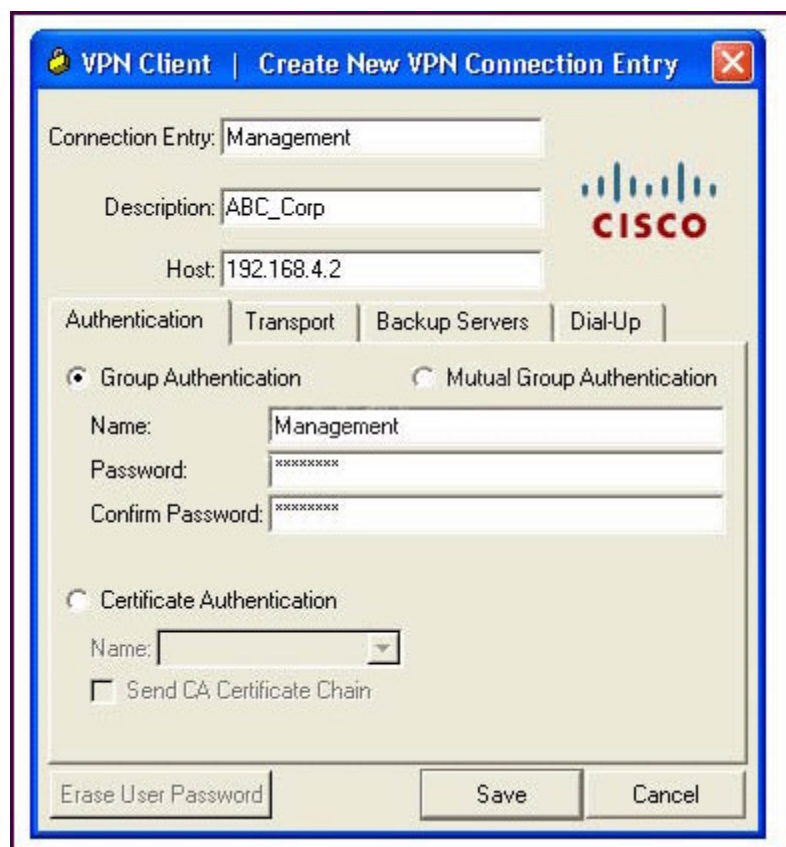 VPN Client | Create New VPN Connection Entry
Connection Entry: Management
Description: ABC_Corp
CISCO
Host: 192.168.4.2
Authentication Transport Backup Servers Dial-Up
Group Authentication Mutual Group Authentication
Name: Management
Password: ********
Confirm Password: ********
Certificate Authentication
Name:
Send CA Certificate Chain
Erase User Password Save Cancel